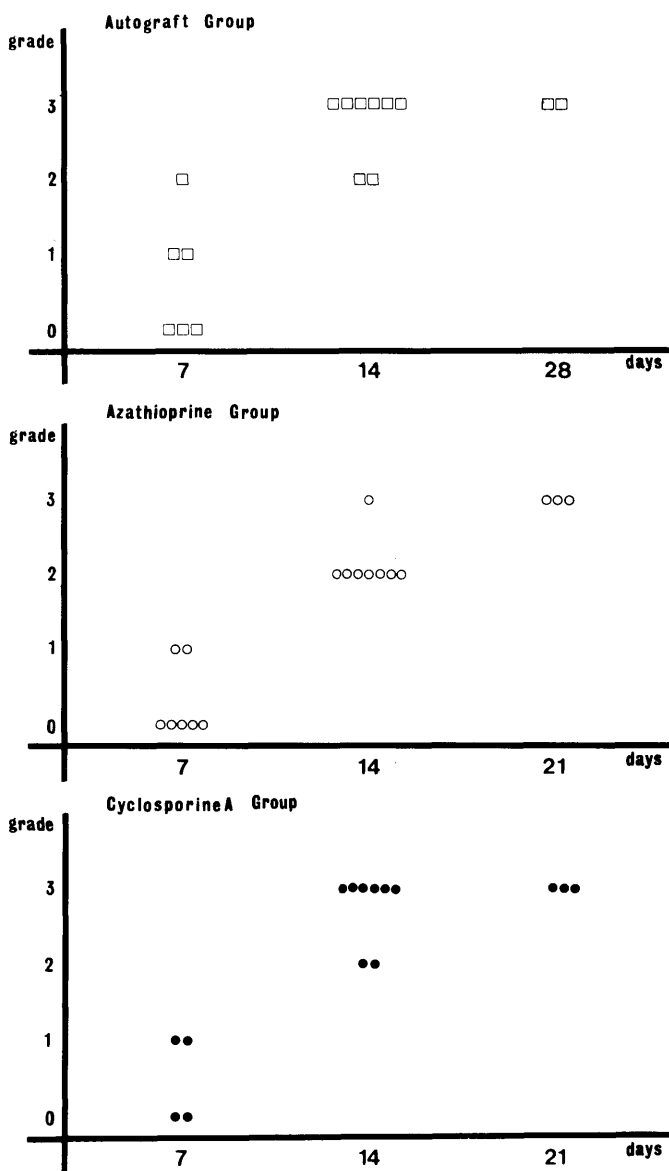 Autograft Group
grade
3
2
1
0
7 14 28 days
Azathioprine Group
grade
3
2
1
0
7 14 21 days
CyclosporineA Group
grade
3
2
1
0
7 14 21 days